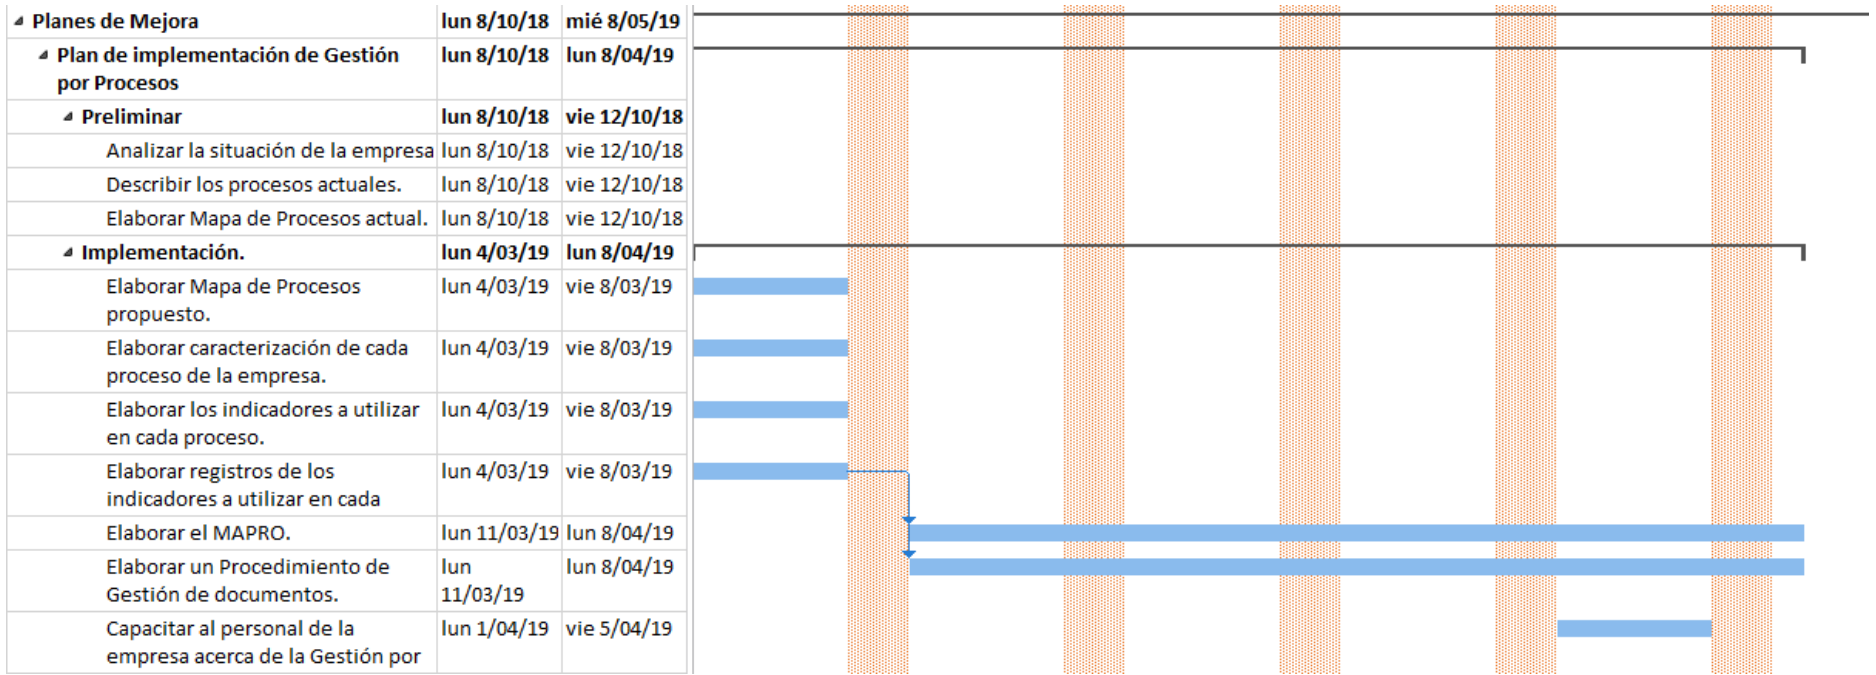 Planes de Mejora lun 8/10/18 mié 8/05/19
Plan de implementación de Gestión lun 8/10/18 lun 8/04/19
por Procesos
Preliminar lun 8/10/18 vie 12/10/18
Analizar la situación de la empresa lun 8/10/18 vie 12/10/18
Describir los procesos actuales. lun 8/10/18 vie 12/10/18
Elaborar Mapa de Procesos actual. lun 8/10/18 vie 12/10/18
Implementación. lun 4/03/19 lun 8/04/19
Elaborar Mapa de Procesos lun 4/03/19 vie 8/03/19
propuesto.
Elaborar caracterización de cada lun 4/03/19 vie 8/03/19
proceso de la empresa.
Elaborar los indicadores a utilizar lun 4/03/19 vie 8/03/19
en cada proceso.
Elaborar registros de los lun 4/03/19 vie 8/03/19
indicadores a utilizar en cada
Elaborar el MAPRO. lun 11/03/19 lun 8/04/19
Elaborar un Procedimiento de lun lun 8/04/19
Gestión de documentos. 11/03/19
Capacitar al personal de la lun 1/04/19 vie 5/04/19
empresa acerca de la Gestión por